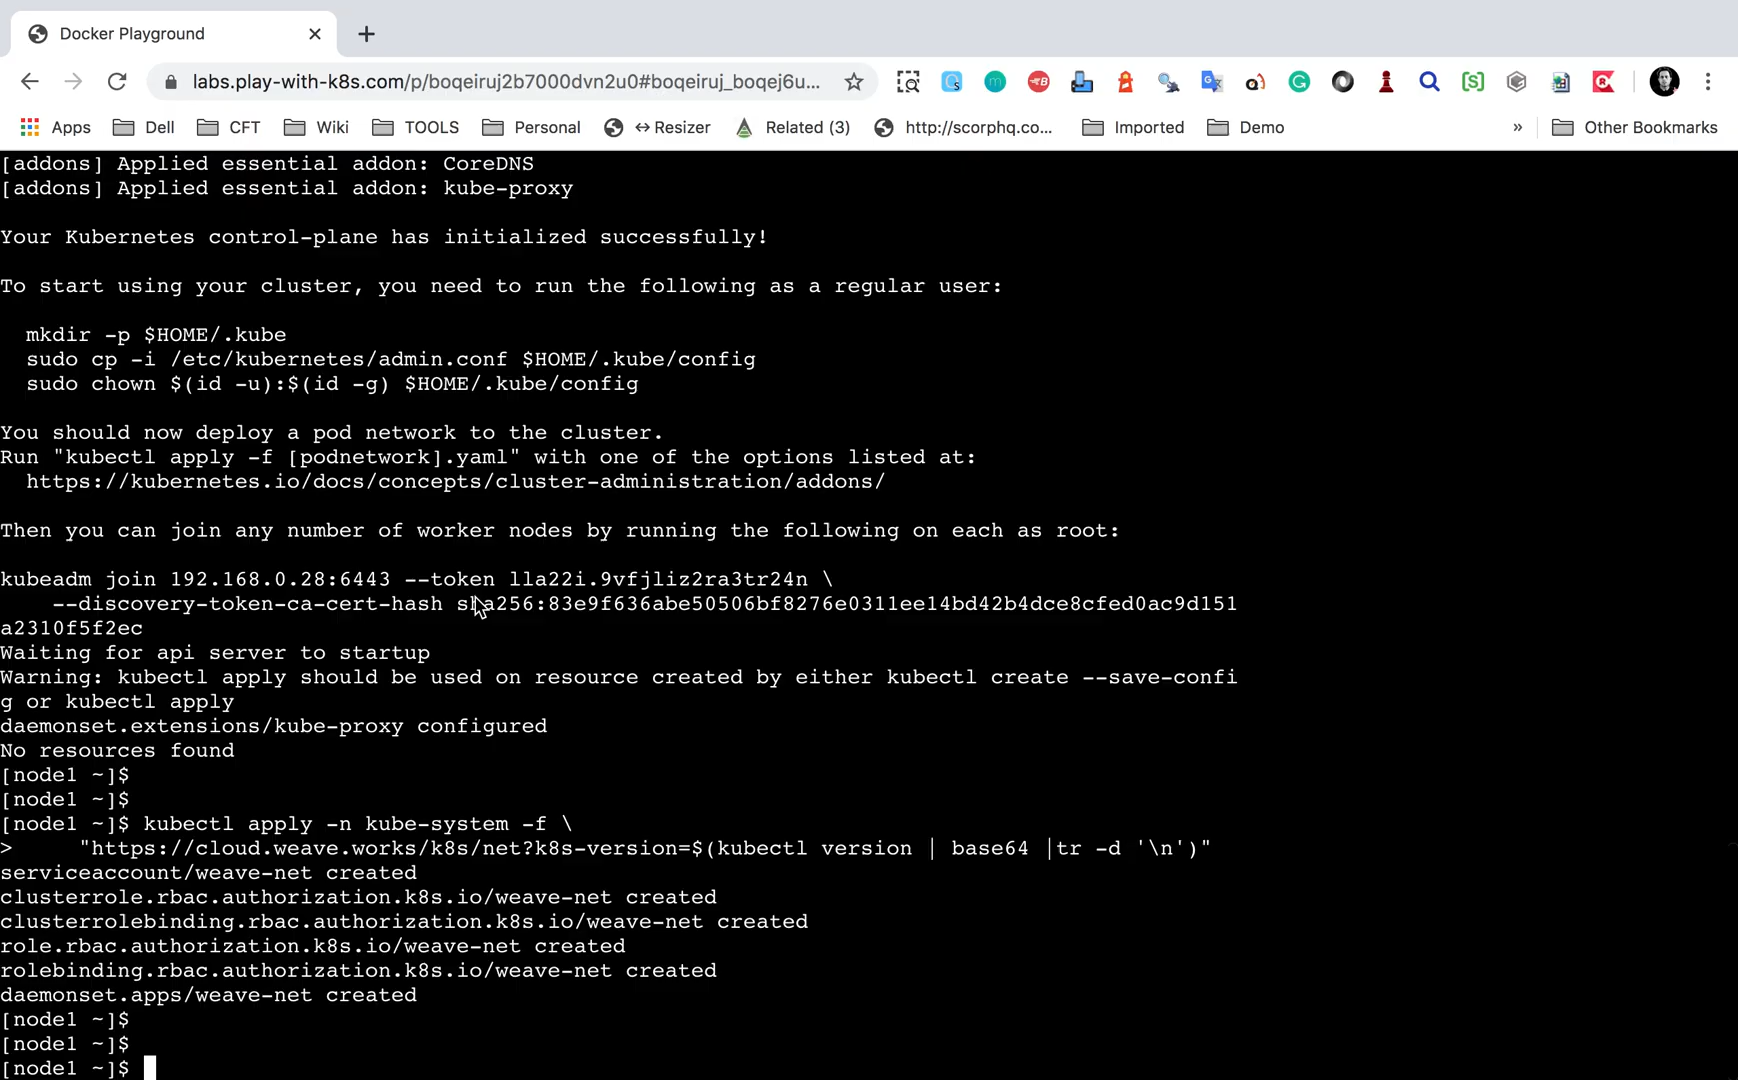 Docker Playground
labs.play-with-k8s.com/p/boqeiruj2b7000dvn2u0#boqeiruj_boqej6u...
Apps Dell CFT Wiki TOOLS Personal ↔Resizer Related (3) http://scorphq.co... Imported Demo » Other Bookmarks
[addons] Applied essential addon: CoreDNS
[addons] Applied essential addon: kube-proxy
Your Kubernetes control-plane has initialized successfully!
To start using your cluster, you need to run the following as a regular user:
mkdir -p $HOME/.kube
sudo cp -i /etc/kubernetes/admin.conf $HOME/.kube/config
sudo chown $(id -u):$(id -g) $HOME/.kube/config
You should now deploy a pod network to the cluster.
Run "kubectl apply -f [podnetwork].yaml" with one of the options listed at:
https://kubernetes.io/docs/concepts/cluster-administration/addons/
Then you can join any number of worker nodes by running the following on each as root:
kubeadm join 192.168.0.28:6443 --token lla22i.9vfjliz2ra3tr24n \
--discovery-token-ca-cert-hash sha256:83e9f636abe50506bf8276e0311ee14bd42b4dce8cfed0ac9d151
a2310f5f2ec
Waiting for api server to startup
Warning: kubectl apply should be used on resource created by either kubectl create --save-confi
g or kubectl apply
daemonset.extensions/kube-proxy configured
No resources found
[node1 ~]$
[node1 ~]$
[node1 ~]$ kubectl apply -n kube-system -f \
> "https://cloud.weave.works/k8s/net?k8s-version=$(kubectl version | base64 |tr -d '\n')"
serviceaccount/weave-net created
clusterrole.rbac.authorization.k8s.io/weave-net created
clusterrolebinding.rbac.authorization.k8s.io/weave-net created
role.rbac.authorization.k8s.io/weave-net created
rolebinding.rbac.authorization.k8s.io/weave-net created
daemonset.apps/weave-net created
[node1 ~]$
[node1 ~]$
[node1 ~]$